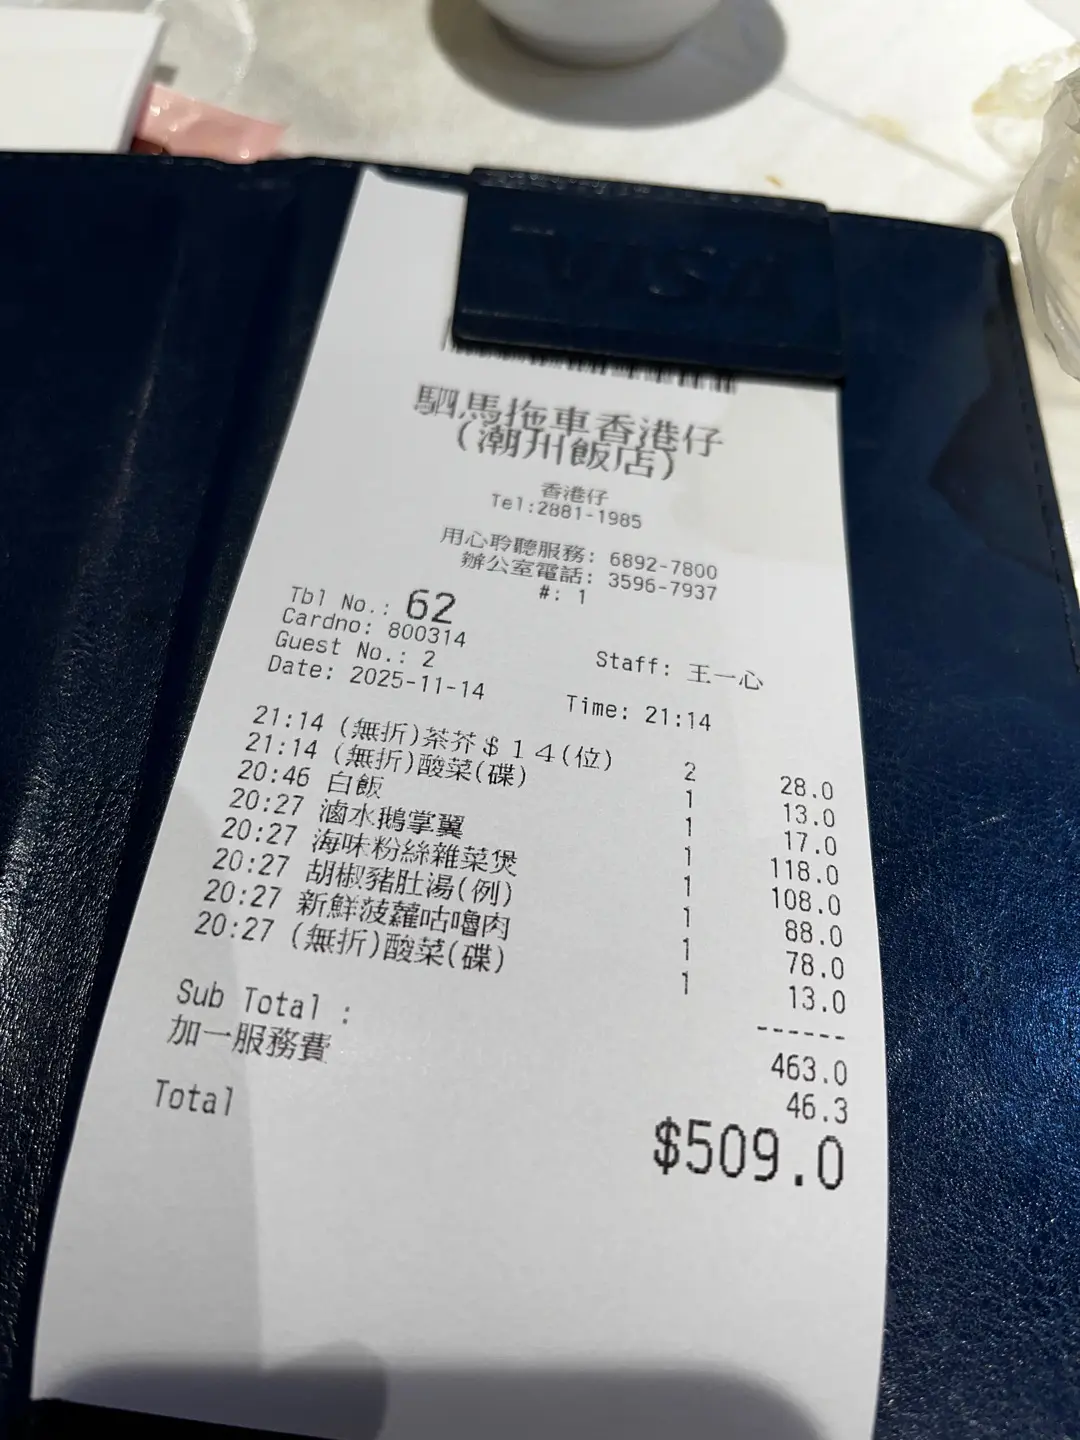 VISA
駟馬拖車香港仔
(潮州飯店)
香港仔
Tel:2881-1985
用心聆聽服務: 6892-7800
辦公室電話: 3596-7937
#: 1
Tbl No.: 62
Cardno: 800314
Guest No.: 2 Staff: 王一心
Date: 2025-11-14 Time: 21:14
21:14 (無折)茶芥$14(位) 2 28.0
21:14 (無折)酸菜(碟) 1 13.0
20:46 白飯 1 17.0
20:27 滷水鵝掌翼 1 118.0
20:27 海味粉絲雜菜煲 1 108.0
20:27 胡椒豬肚湯(例) 1 88.0
20:27 新鮮菠蘿咕嚕肉 1 78.0
20:27 (無折)酸菜(碟) 1 13.0
------
Sub Total : 463.0
加一服務費 46.3
Total $509.0